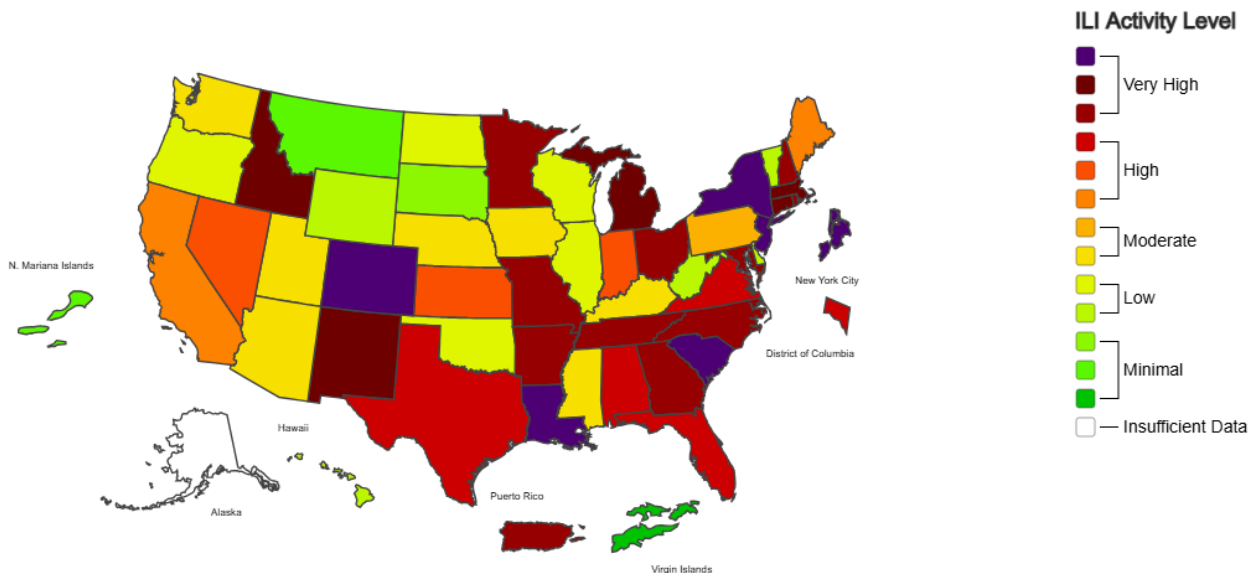 ILI Activity Level
Very High
High
Moderate
Low
Minimal
Insufficient Data
N. Mariana Islands
New York City
District of Columbia
Hawaii
Alaska
Puerto Rico
Virgin Islands